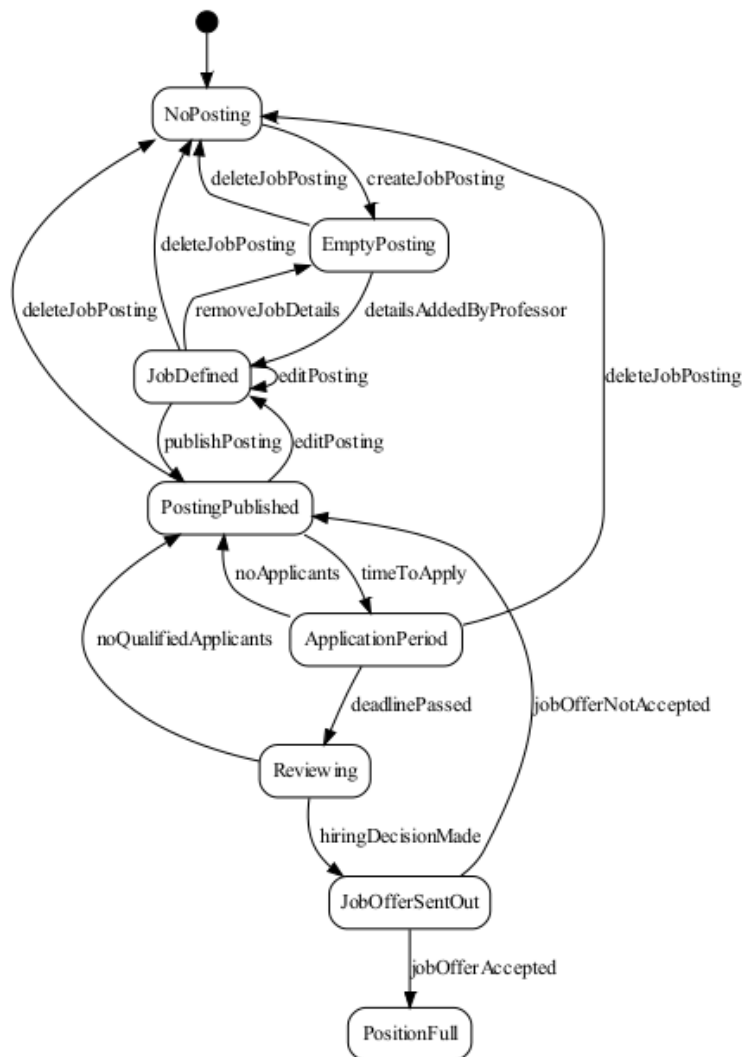 NoPosting
deleteJobPosting
createJobPosting
EmptyPosting
deleteJobPosting
deleteJobPosting
removeJobDetails
detailsAddedByProfessor
JobDefined
editPosting
deleteJobPosting
publishPosting
editPosting
PostingPublished
noApplicants
timeToApply
ApplicationPeriod
noQualifiedApplicants
deadlinePassed
jobOfferNotAccepted
Reviewing
hiringDecisionMade
JobOfferSentOut
jobOfferAccepted
PositionFull